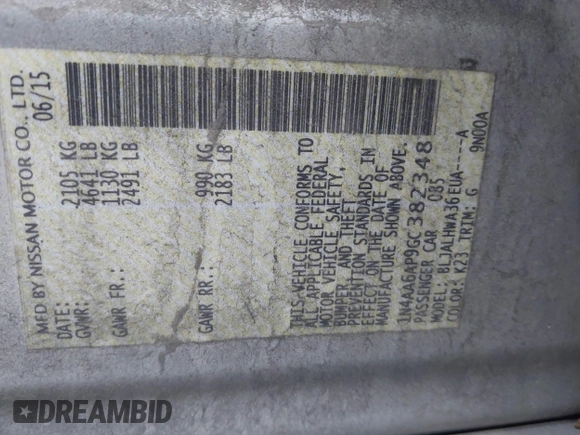 MFD BY NISSAN MOTOR CO., LTD.
DATE: 06/15
GVWR: 2105 KG
4641 LB
GAWR FR.: 1130 KG
2491 LB
GAWR RR.: 990 KG
2183 LB
THIS VEHICLE CONFORMS TO
ALL APPLICABLE FEDERAL
MOTOR VEHICLE SAFETY,
BUMPER, AND THEFT
PREVENTION STANDARDS IN
EFFECT ON THE DATE OF
MANUFACTURE SHOWN ABOVE.
1N4AA6AP9GC382348
PASSENGER CAR 085
MODEL: BLJALHWA36EUA----A
COLOR: K23 TRIM: G 9N00A
DREAMBID